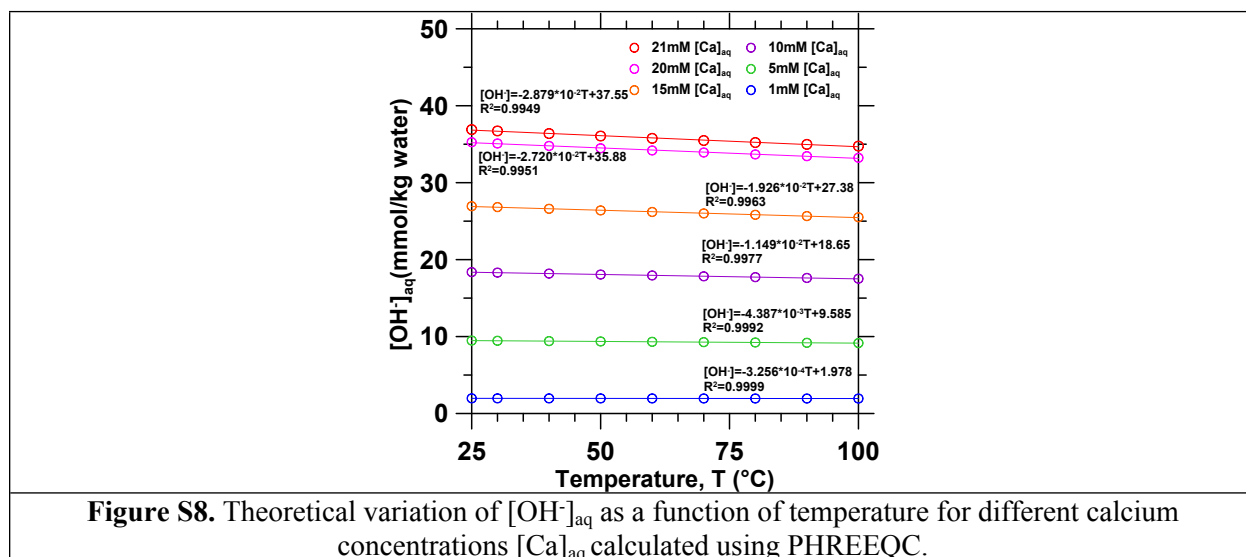 50
40
30
20
10
0
[OH⁻]ₐq(mmol/kg water)
21mM [Ca]ₐq
20mM [Ca]ₐq
15mM [Ca]ₐq
10mM [Ca]ₐq
5mM [Ca]ₐq
1mM [Ca]ₐq
[OH⁻]=-2.879*10⁻²T+37.55
R²=0.9949
[OH⁻]=-2.720*10⁻²T+35.88
R²=0.9951
[OH⁻]=-1.926*10⁻²T+27.38
R²=0.9963
[OH⁻]=-1.149*10⁻²T+18.65
R²=0.9977
[OH⁻]=-4.387*10⁻³T+9.585
R²=0.9992
[OH⁻]=-3.256*10⁻⁴T+1.978
R²=0.9999
25
50
75
100
Temperature, T (°C)
Figure S8. Theoretical variation of [OH⁻]ₐq as a function of temperature for different calcium
concentrations [Ca]ₐq calculated using PHREEQC.